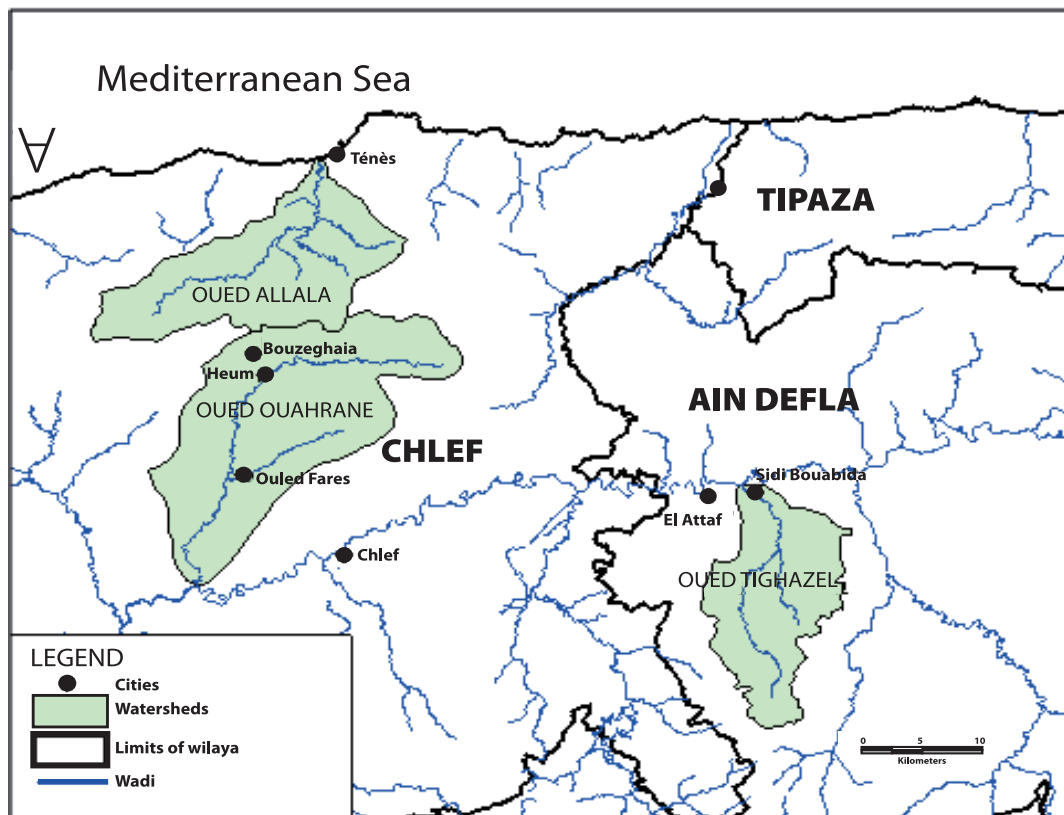 Mediterranean Sea
Ténès
TIPAZA
OUED ALLALA
Bouzeghaia
Heum
OUED OUAHRANE
AIN DEFLA
CHLEF
Ouled Fares
Sidi Bouabida
El Attaf
Chlef
OUED TIGHAZEL
LEGEND
Cities
Watersheds
Limits of wilaya
Wadi
0 5 10
Kilometers